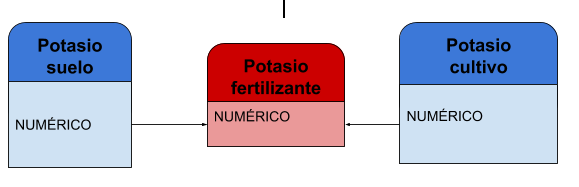 Potasio
suelo
NUMÉRICO
Potasio
fertilizante
NUMÉRICO
Potasio
cultivo
NUMÉRICO